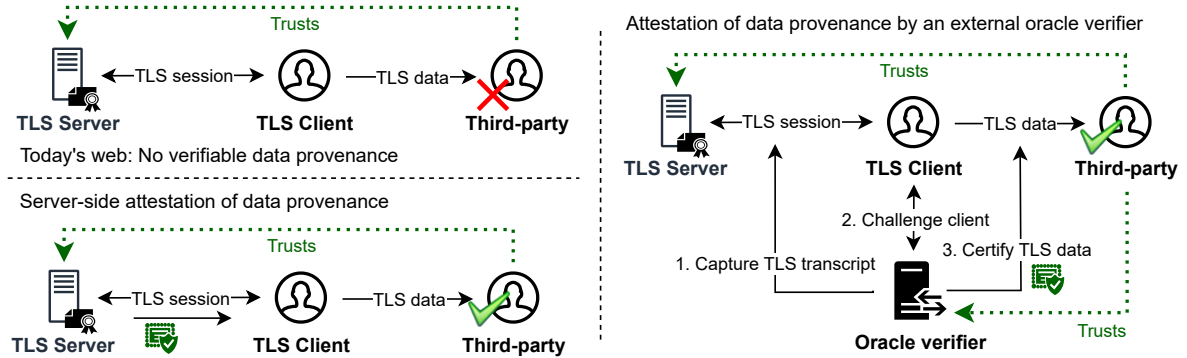 Trusts
TLS session
TLS data
TLS Server
TLS Client
Third-party
Today's web: No verifiable data provenance
Server-side attestation of data provenance
Trusts
TLS session
TLS data
TLS Server
TLS Client
Third-party
Attestation of data provenance by an external oracle verifier
Trusts
TLS session
TLS data
TLS Server
TLS Client
Third-party
2. Challenge client
1. Capture TLS transcript
3. Certify TLS data
Trusts
Oracle verifier